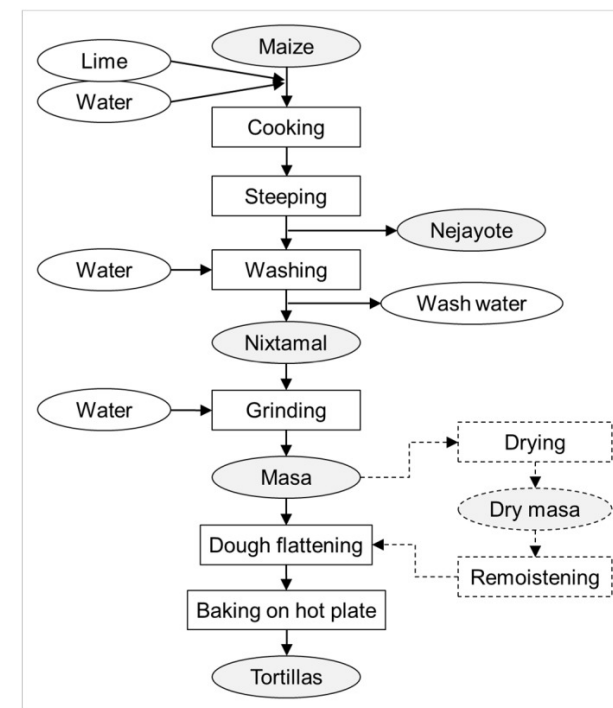 Maize
Lime
Water
Cooking
Steeping
Nejayote
Water
Washing
Wash water
Nixtamal
Water
Grinding
Drying
Masa
Dry masa
Dough flattening
Remoistening
Baking on hot plate
Tortillas